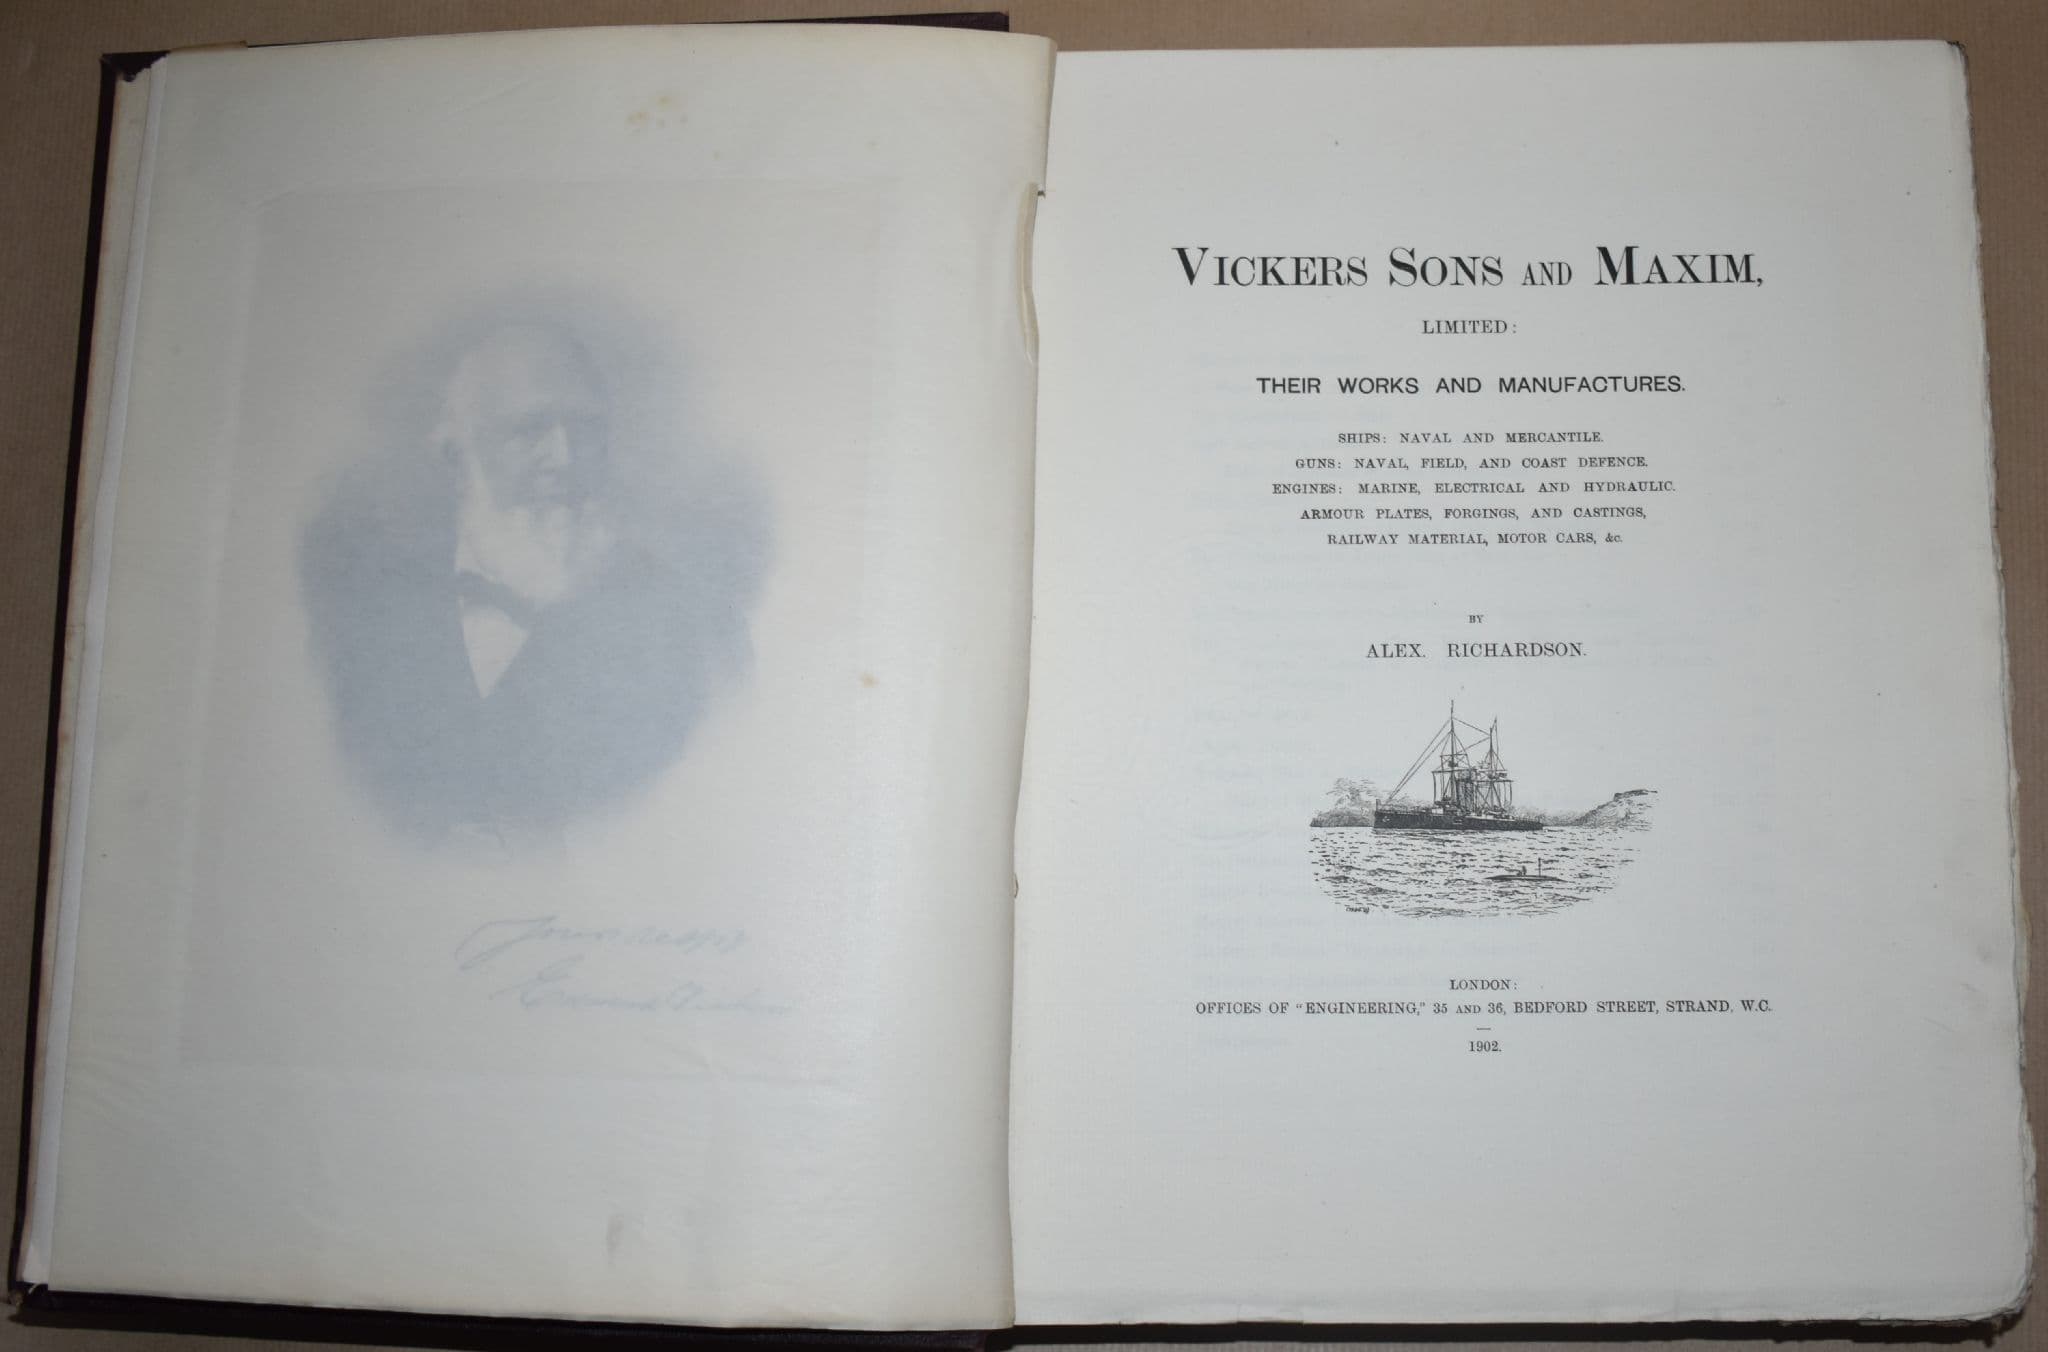 Edward Vickers
VICKERS SONS AND MAXIM,
LIMITED:
THEIR WORKS AND MANUFACTURES.
SHIPS: NAVAL AND MERCANTILE.
GUNS: NAVAL, FIELD, AND COAST DEFENCE.
ENGINES: MARINE, ELECTRICAL AND HYDRAULIC.
ARMOUR PLATES, FORGINGS, AND CASTINGS,
RAILWAY MATERIAL, MOTOR CARS, &c.
BY
ALEX. RICHARDSON.
LONDON:
OFFICES OF "ENGINEERING," 35 AND 36, BEDFORD STREET, STRAND, W.C.
1902.